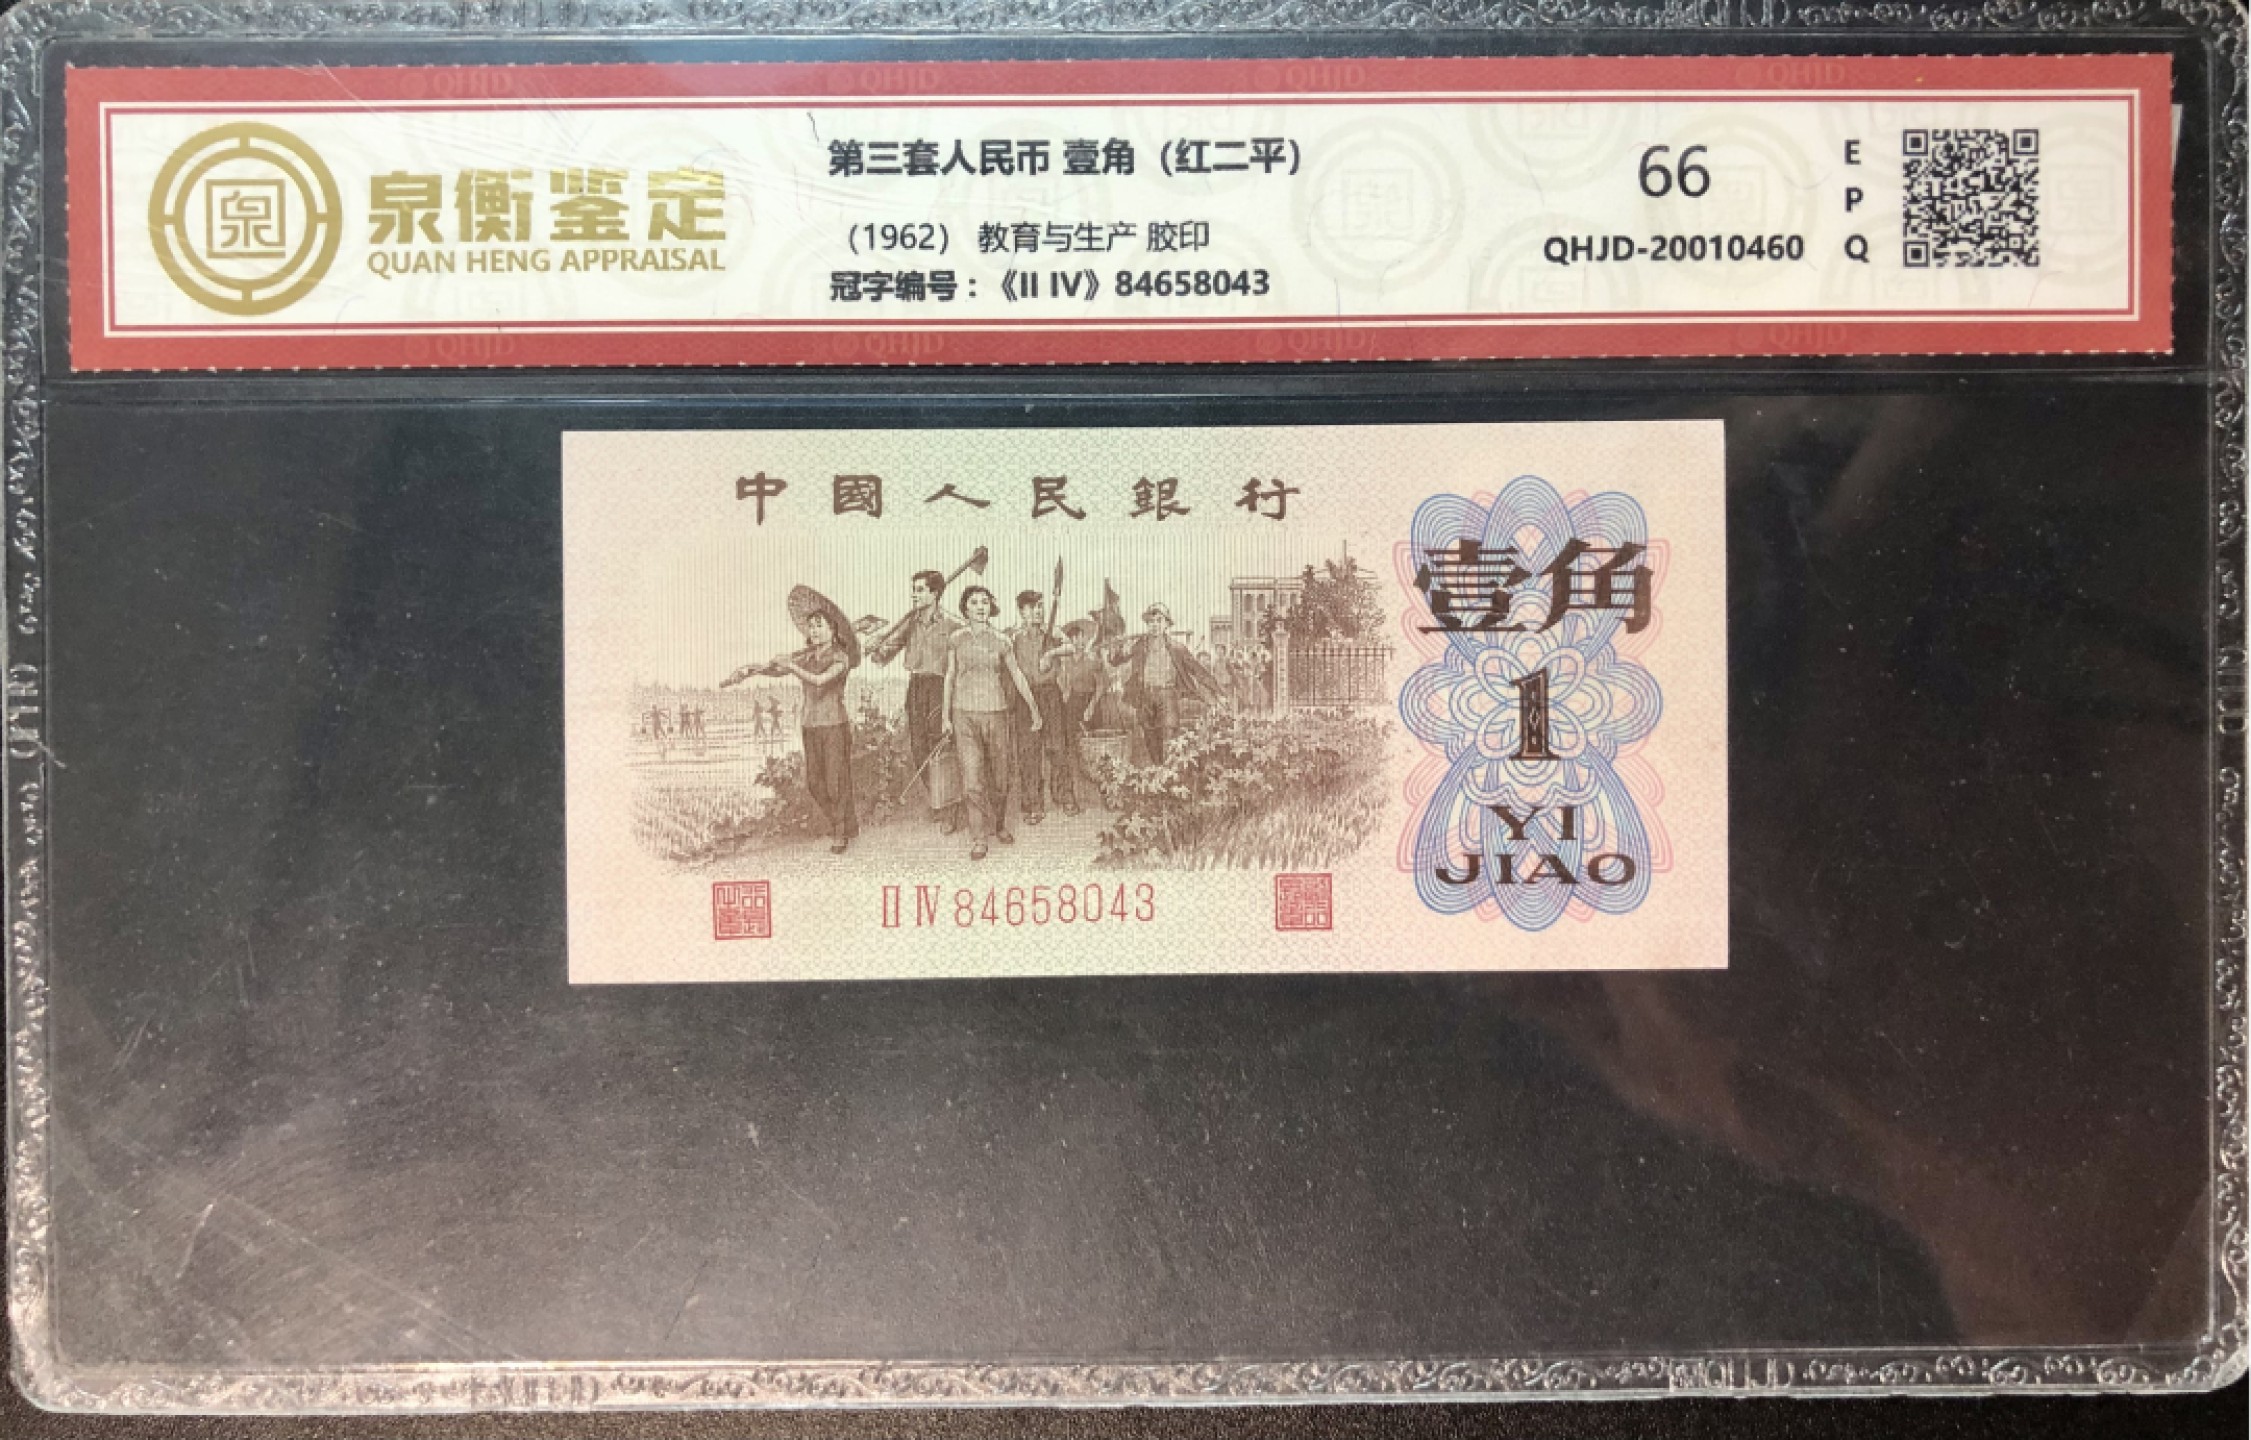 泉衡鉴定
QUAN HENG APPRAISAL
第三套人民币 壹角（红二平）
（1962） 教育与生产 胶印
冠字编号：《II IV》84658043
66
QHJD-20010460
E
P
Q
中國人民銀行
壹角
1
YI
JIAO
II IV 84658043